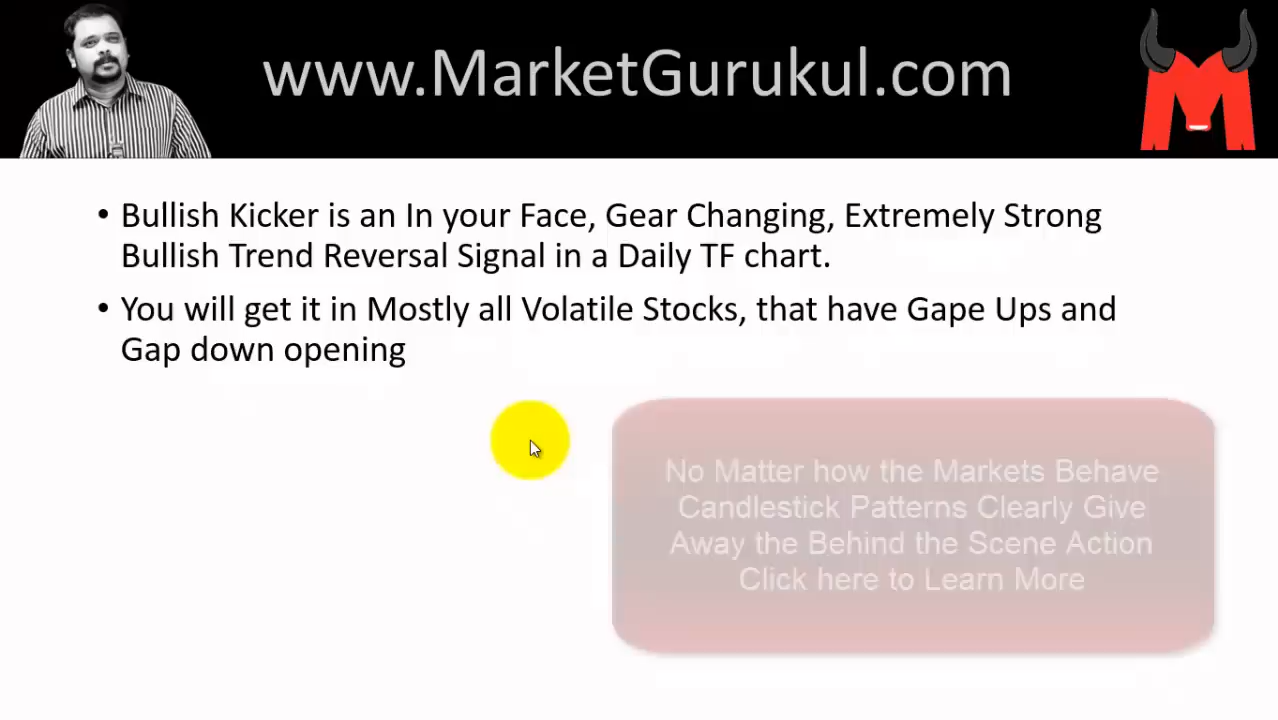 www.MarketGurukul.com
• Bullish Kicker is an In your Face, Gear Changing, Extremely Strong
Bullish Trend Reversal Signal in a Daily TF chart.
• You will get it in Mostly all Volatile Stocks, that have Gape Ups and
Gap down opening
No Matter how the Markets Behave
Candlestick Patterns Clearly Give
Away the Behind the Scene Action
Click here to Learn More